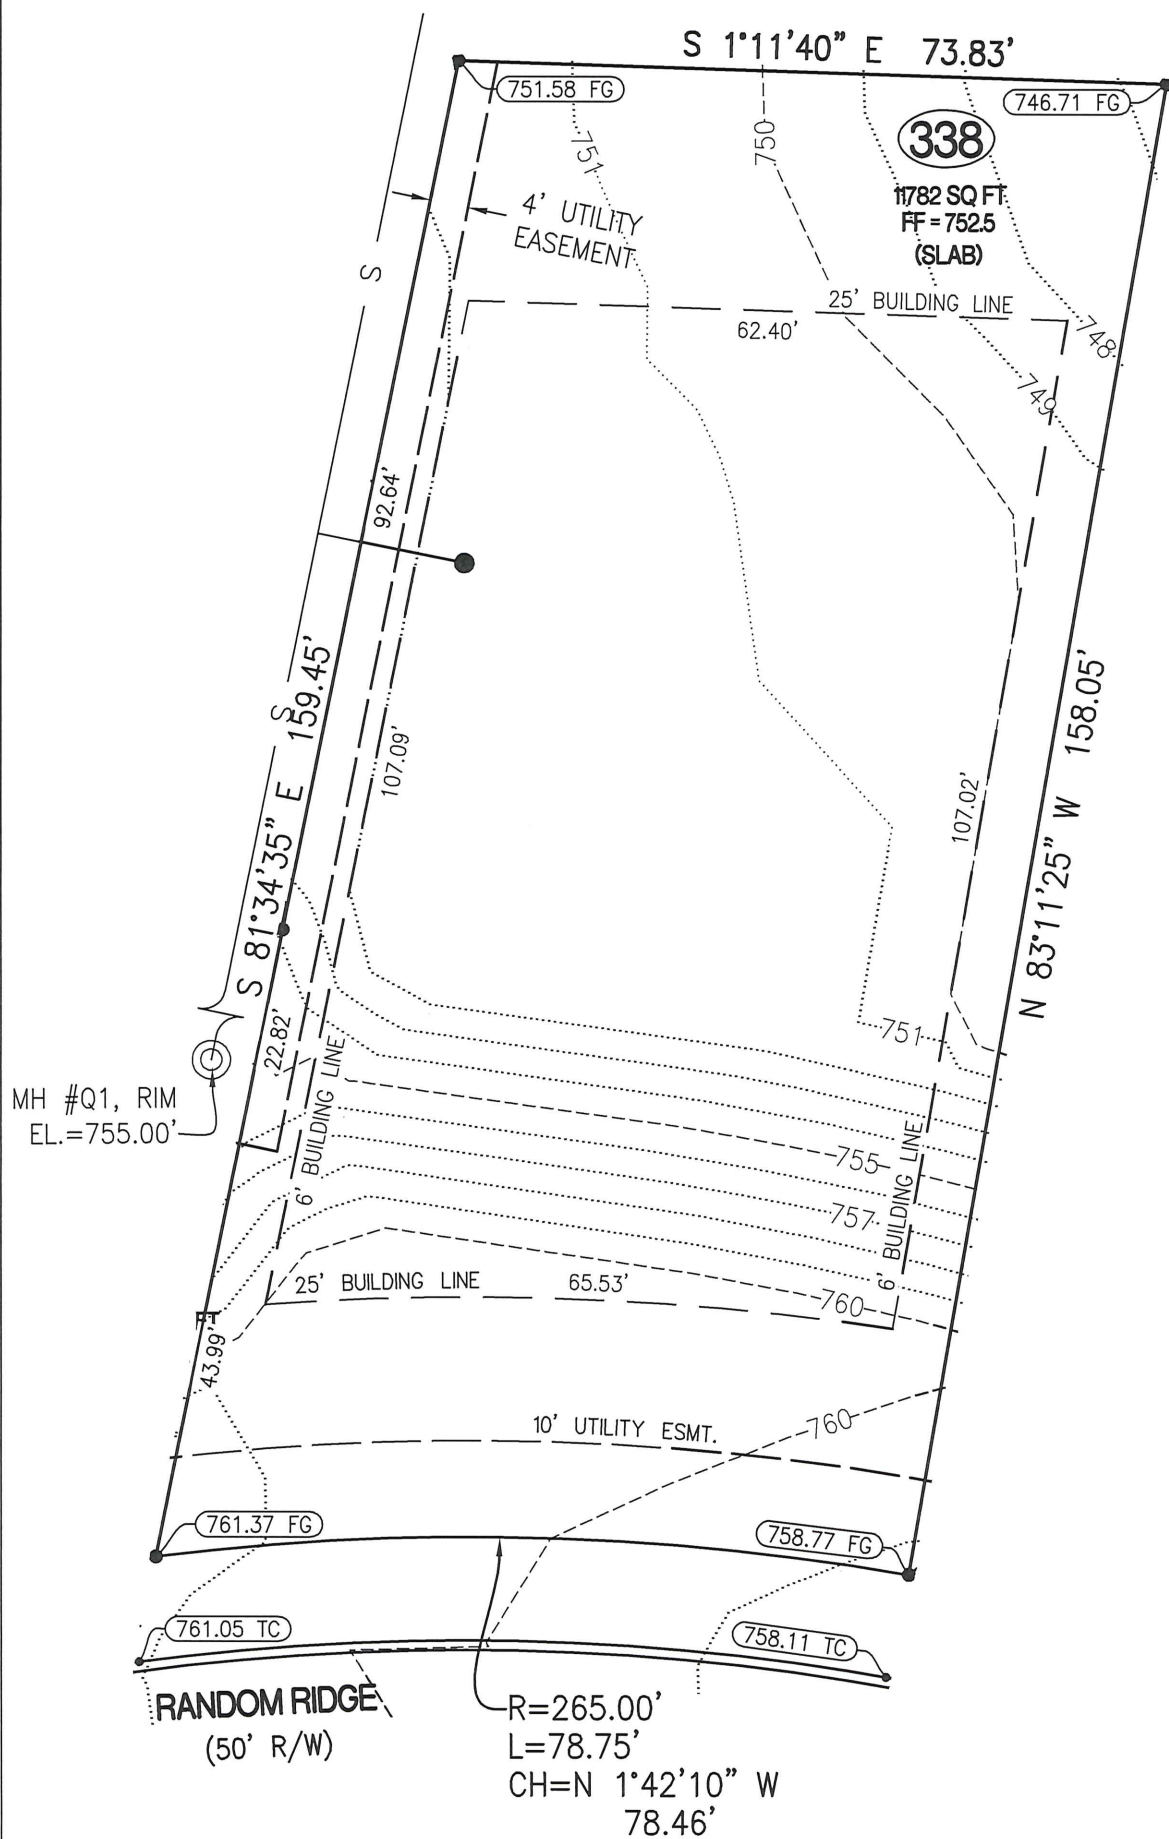 S 1°11'40" E 73.83'
751.58 FG
746.71 FG
338
11782 SQ FT
FF = 752.5
(SLAB)
751
750
4' UTILITY
EASEMENT
S
25' BUILDING LINE
62.40'
748
749
92.64'
S 81°34'35" E 159.45'
S
107.09'
107.02'
N 83°11'25" W 158.05'
22.82'
MH #Q1, RIM
EL.=755.00'
6' BUILDING LINE
751
755
757
6' BUILDING LINE
25' BUILDING LINE 65.53'
760
FT
43.99'
760
10' UTILITY ESMT.
761.37 FG
758.77 FG
761.05 TC
758.11 TC
RANDOM RIDGE
(50' R/W)
R=265.00'
L=78.75'
CH=N 1°42'10" W
78.46'